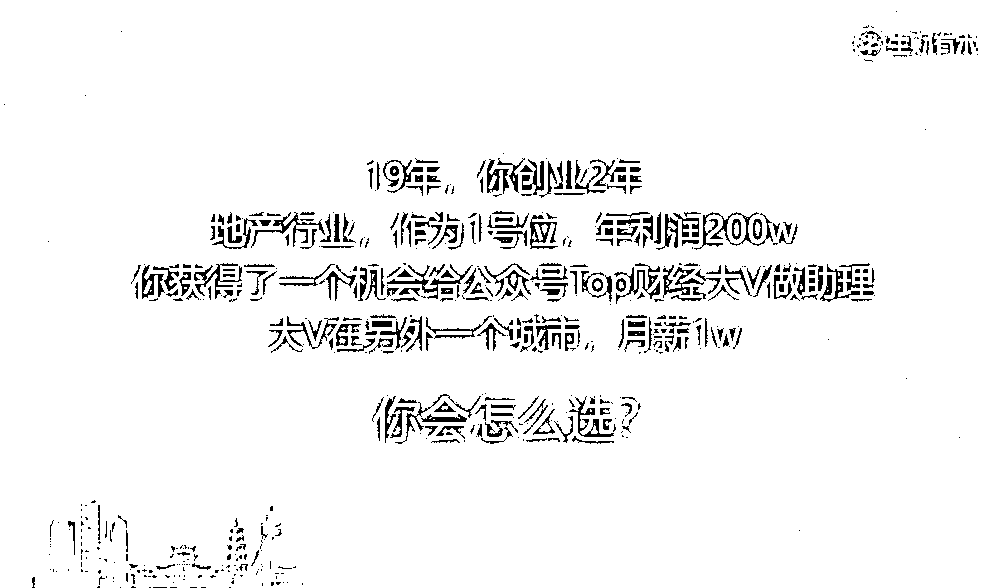 生财有术
19年，你创业2年
地产行业，作为1号位，年利润200w
你获得了一个机会给公众号Top财经大V做助理
大V在另外一个城市，月薪1w
你会怎么选？